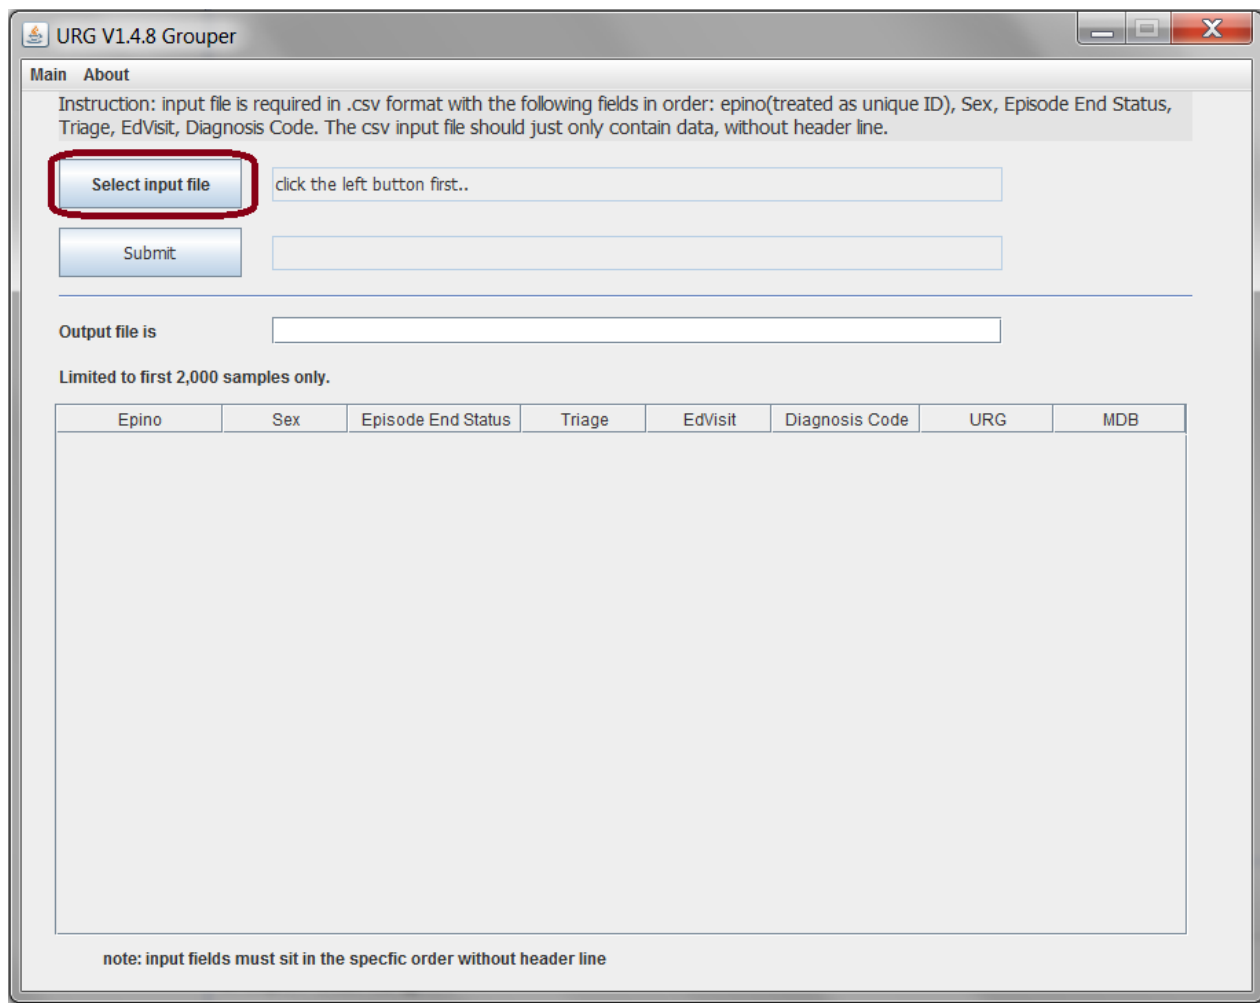 URG V1.4.8 Grouper
Main About
Instruction: input file is required in .csv format with the following fields in order: epino(treated as unique ID), Sex, Episode End Status,
Triage, EdVisit, Diagnosis Code. The csv input file should just only contain data, without header line.
Select input file click the left button first..
Submit
Output file is
Limited to first 2,000 samples only.
Epino Sex Episode End Status Triage EdVisit Diagnosis Code URG MDB
note: input fields must sit in the specfic order without header line